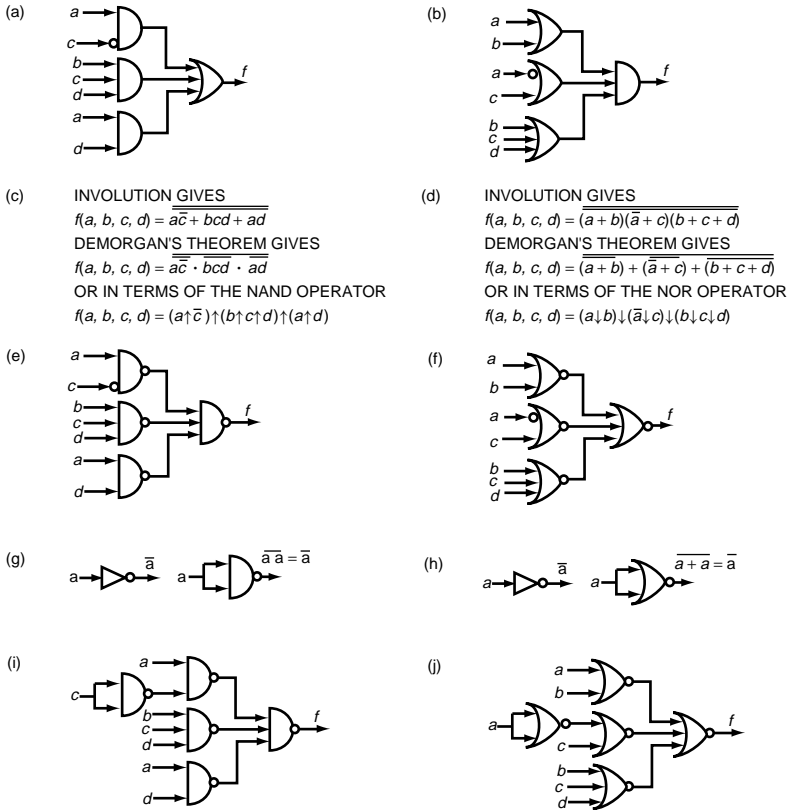 (a)
a
c
b
c
d
a
d
f
(b)
a
b
a
c
b
c
d
f
(c) INVOLUTION GIVES
f(a, b, c, d) = a̅c̅ + bcd + ad
DEMORGAN'S THEOREM GIVES
f(a, b, c, d) = ac̅ · bcd · ad
OR IN TERMS OF THE NAND OPERATOR
f(a, b, c, d) = (a↑c̅ )↑(b↑c↑d)↑(a↑d)
(d) INVOLUTION GIVES
f(a, b, c, d) = (a + b)(a̅ + c)(b + c + d)
DEMORGAN'S THEOREM GIVES
f(a, b, c, d) = (a + b) + (a̅ + c) + (b + c + d)
OR IN TERMS OF THE NOR OPERATOR
f(a, b, c, d) = (a↓b)↓(a̅↓c)↓(b↓c↓d)
(e)
a
c
b
c
d
a
d
f
(f)
a
b
a
c
b
c
d
f
(g)
a
a̅
a
a̅ ̅a̅ = a̅
(h)
a
a̅
a
a̅ ̅+̅ ̅a̅ = a̅
(i)
a
c
b
c
d
a
d
f
(j)
a
b
a
c
b
c
d
f